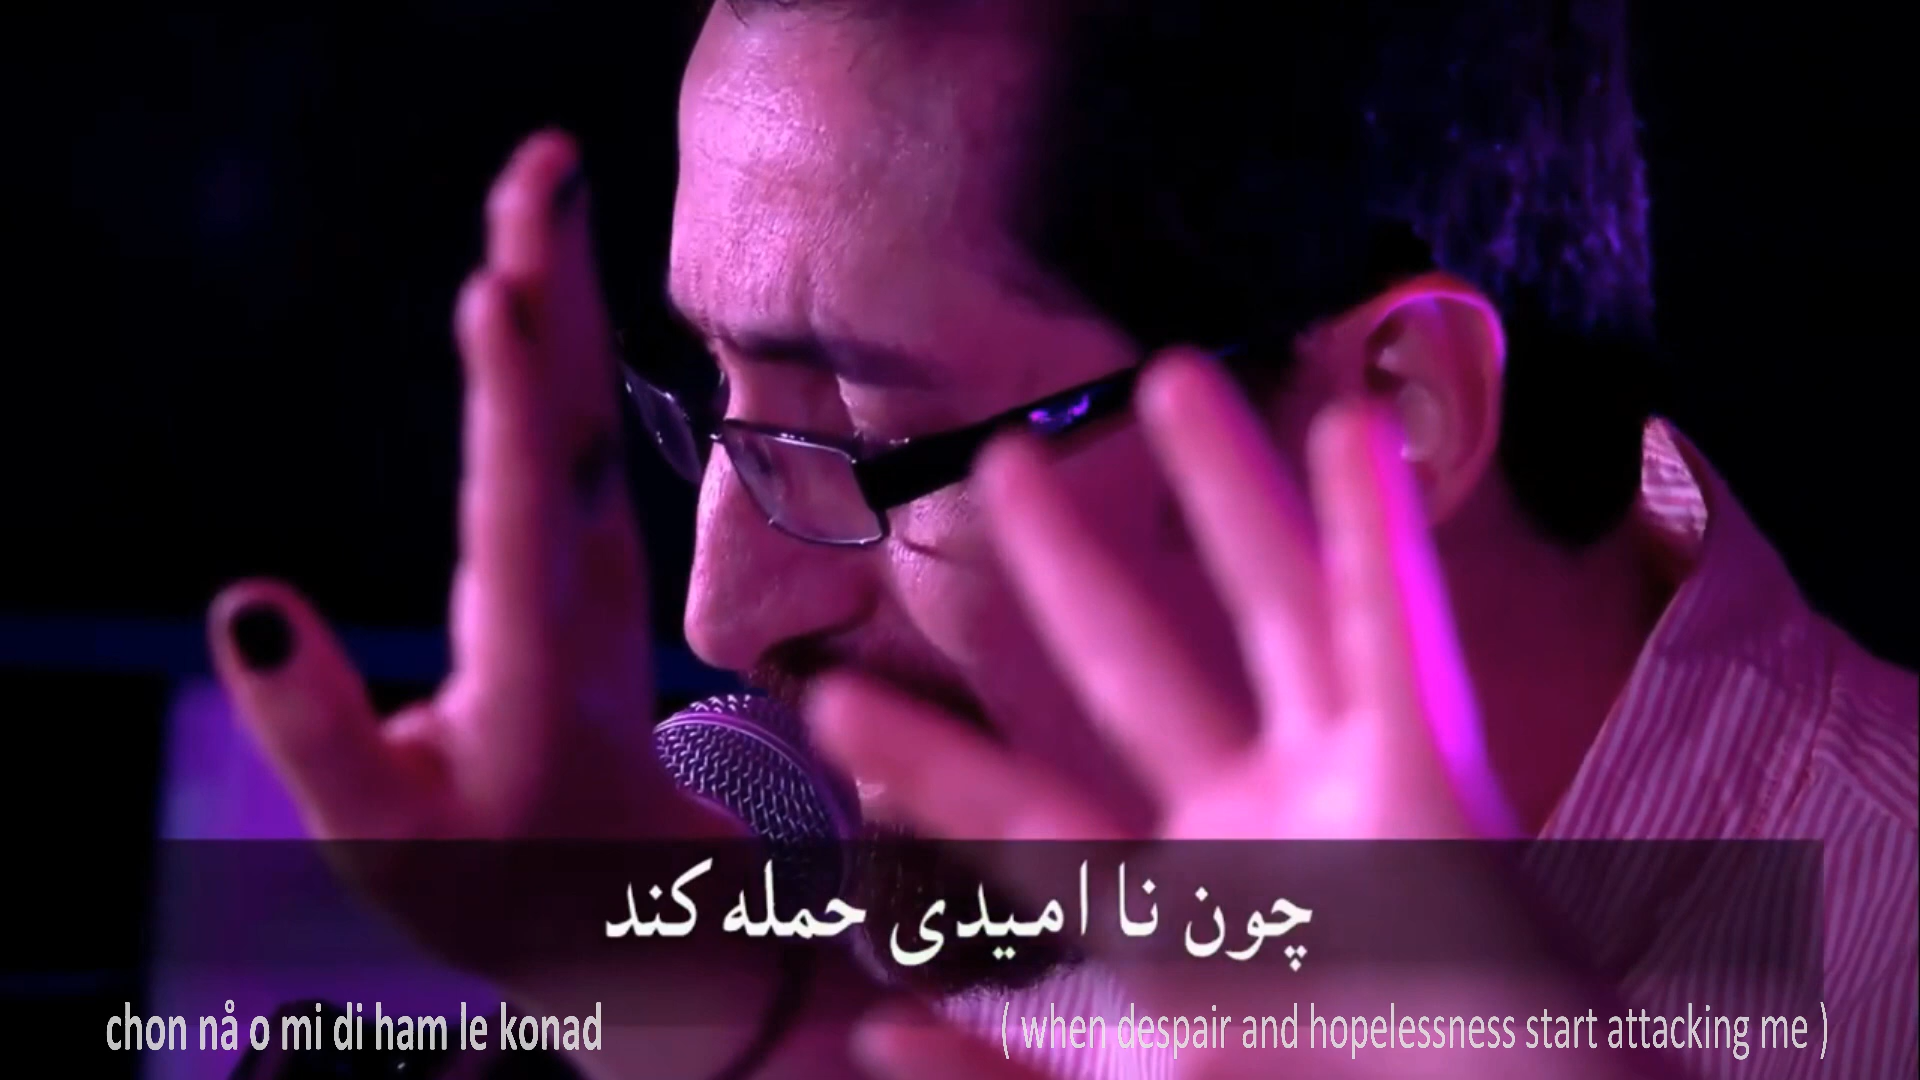 چون نا امیدی حمله کند
chon nå o mi di ham le konad
( when despair and hopelessness start attacking me )